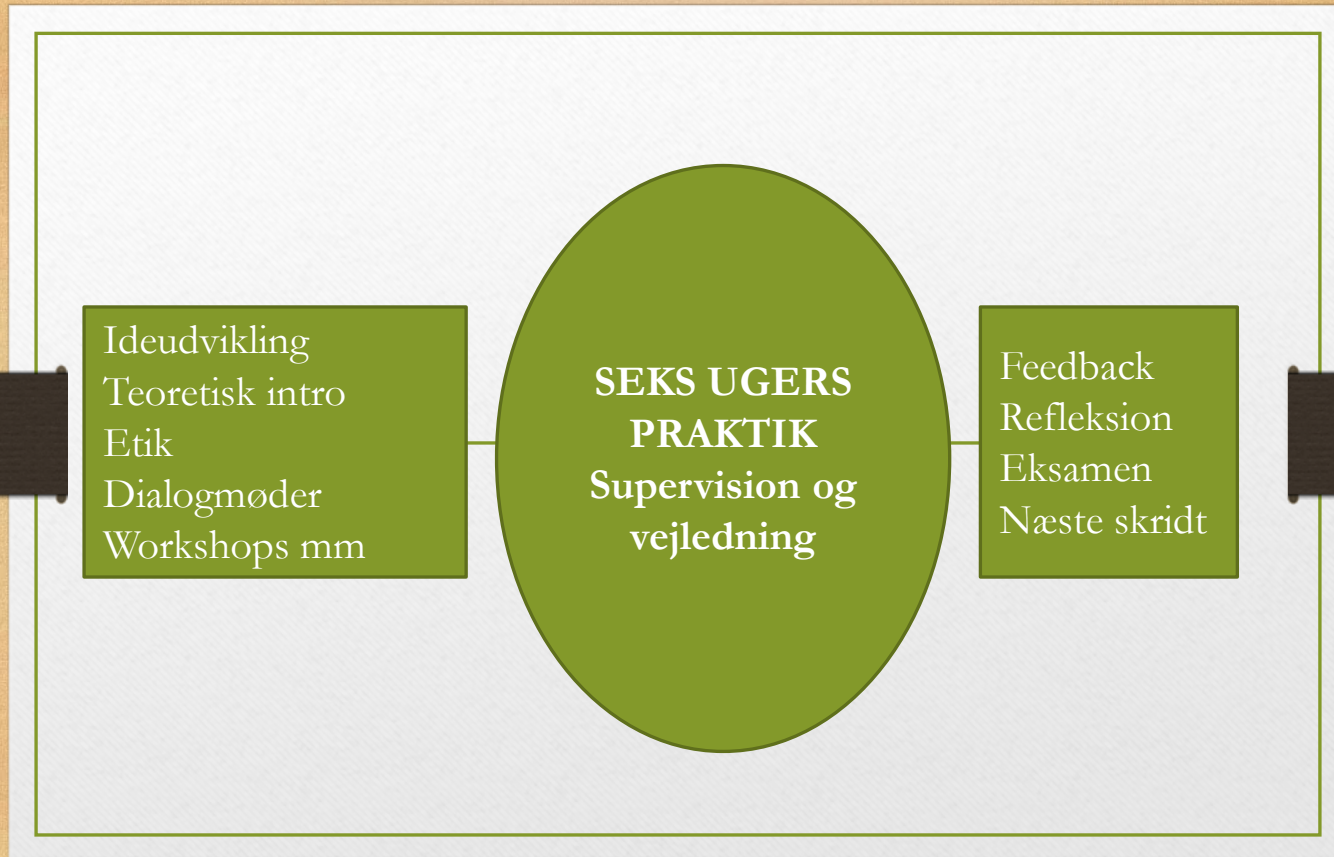 Ideudvikling
Teoretisk intro
Etik
Dialogmøder
Workshops mm
SEKS UGERS
PRAKTIK
Supervision og
vejledning
Feedback
Refleksion
Eksamen
Næste skridt